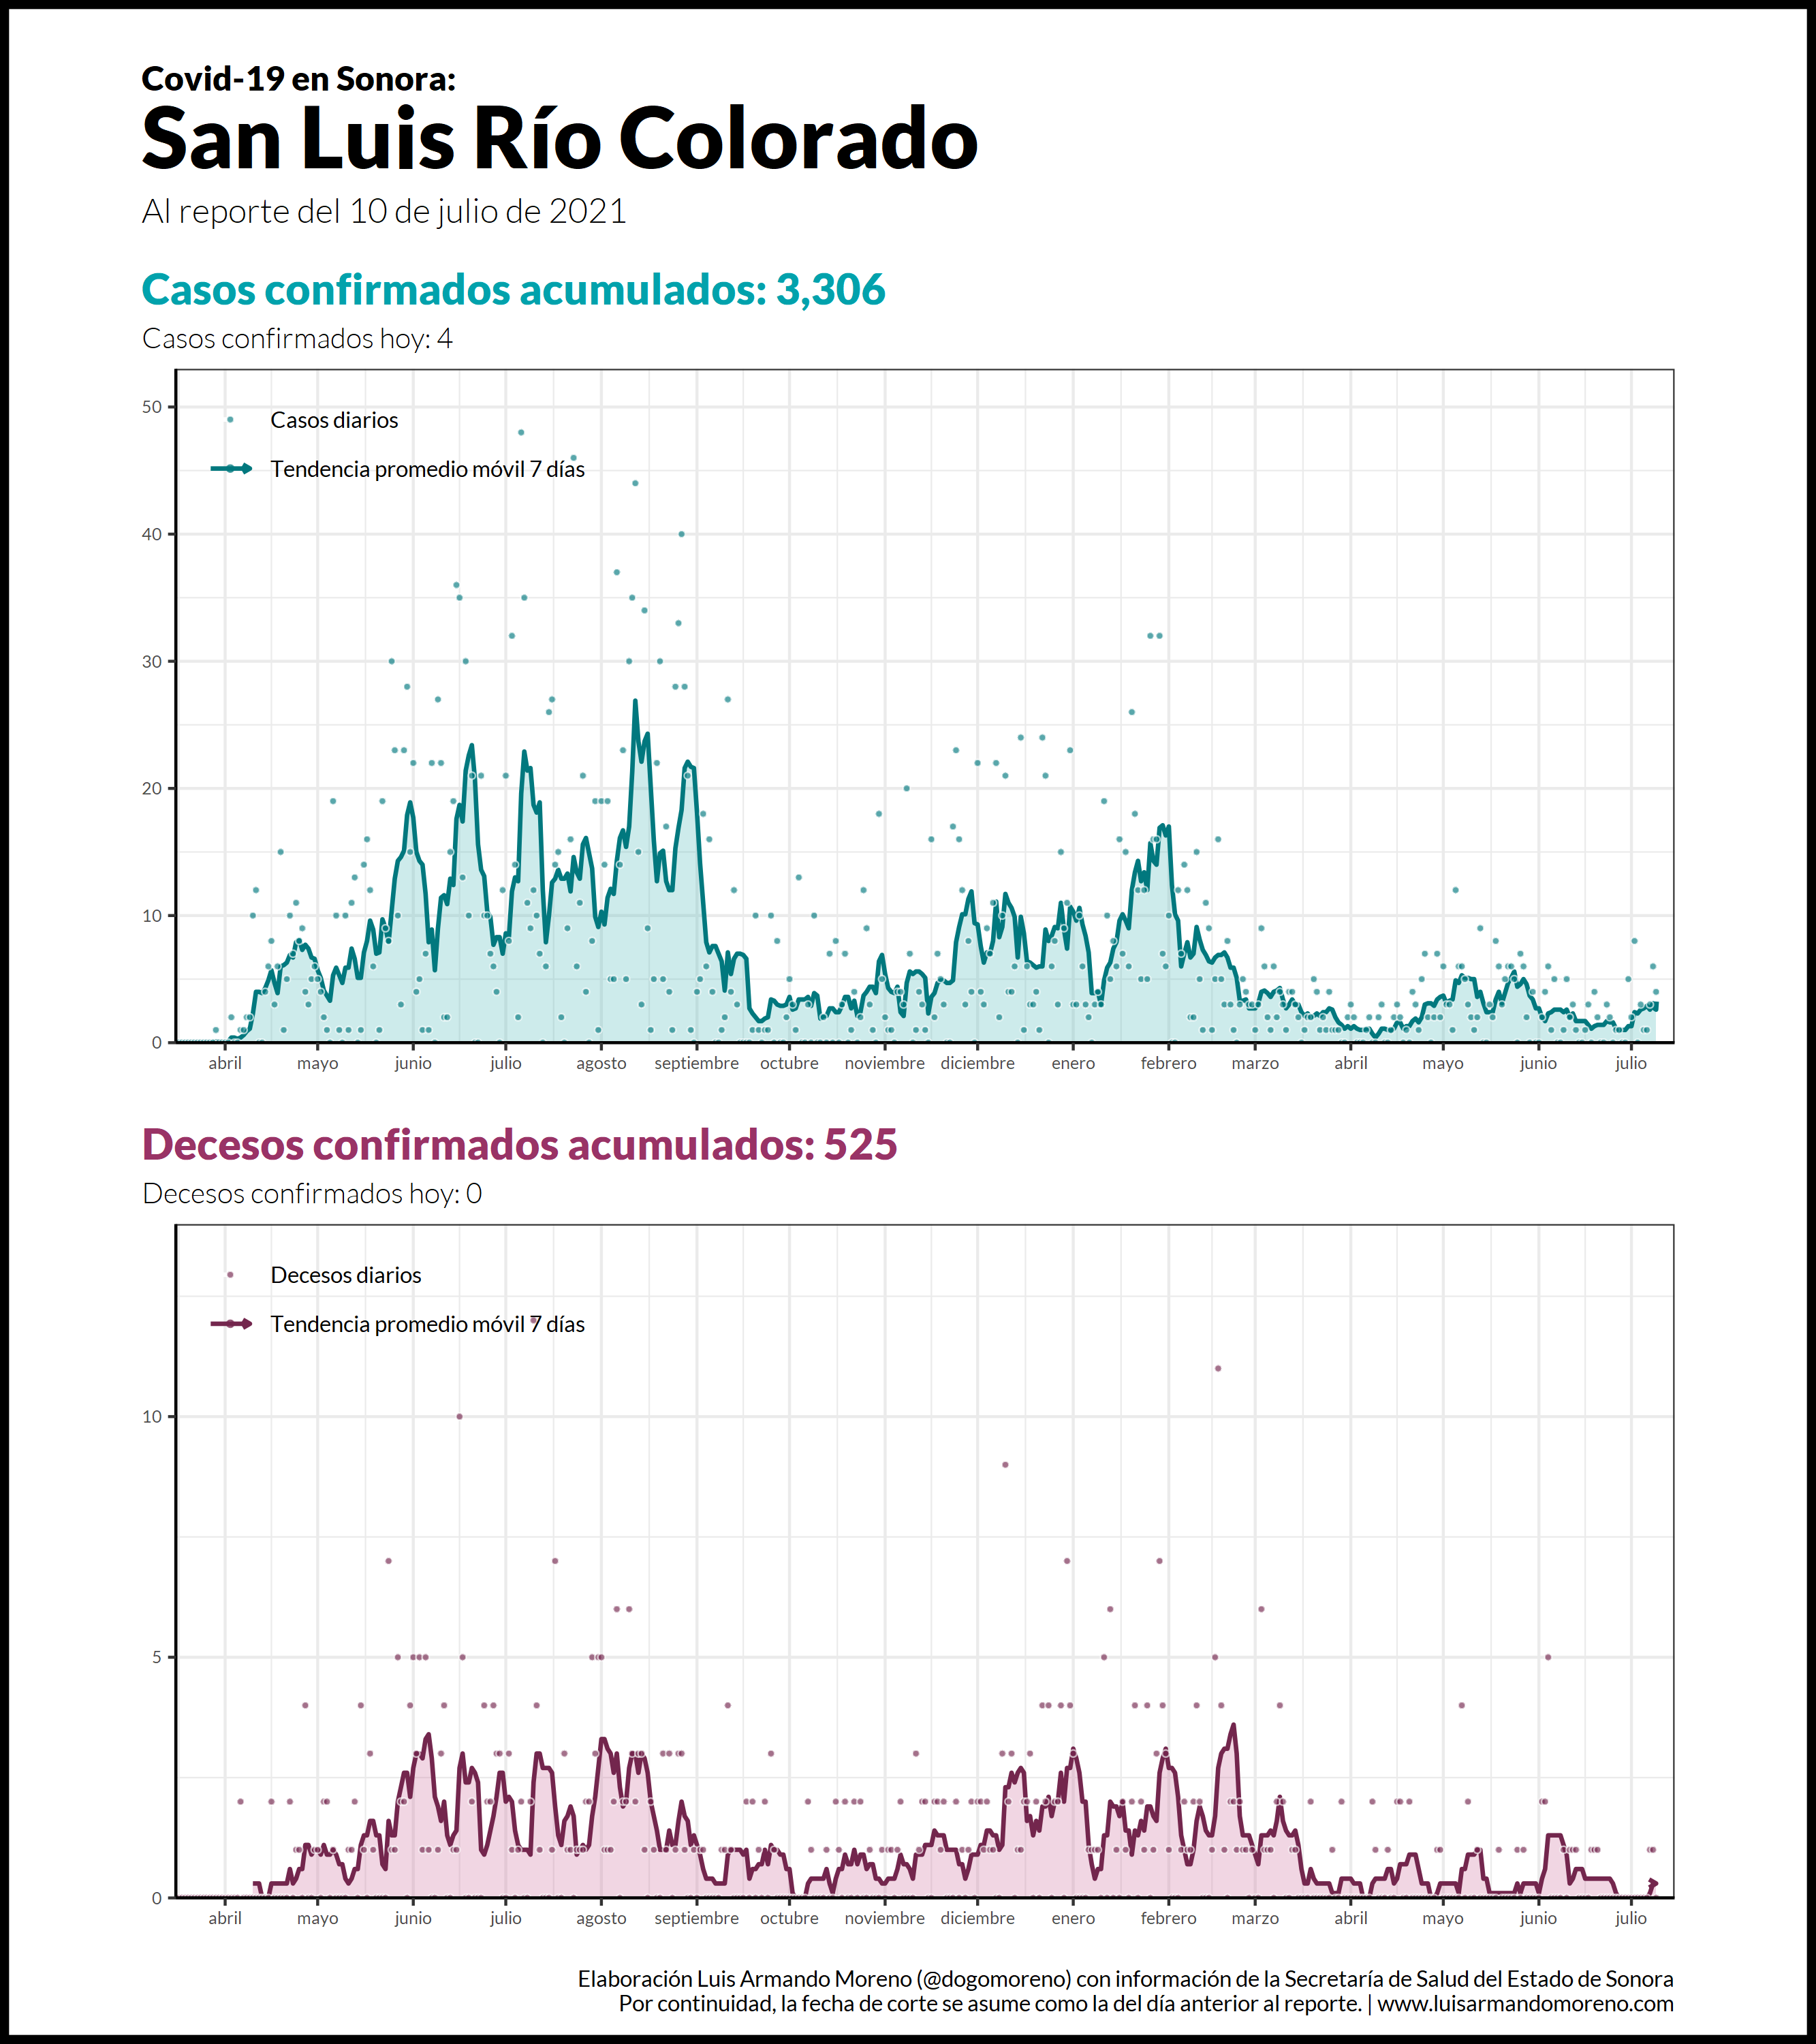 Covid-19 en Sonora:
San Luis Río Colorado
Al reporte del 10 de julio de 2021
Casos confirmados acumulados: 3,306
Casos confirmados hoy: 4
50
40
30
20
10
0
Casos diarios
Tendencia promedio móvil 7 días
abril mayo junio julio agosto septiembre octubre noviembre diciembre enero febrero marzo abril mayo junio julio
Decesos confirmados acumulados: 525
Decesos confirmados hoy: 0
Decesos diarios
Tendencia promedio móvil 7 días
10
5
0
abril mayo junio julio agosto septiembre octubre noviembre diciembre enero febrero marzo abril mayo junio julio
Elaboración Luis Armando Moreno (@dogomoreno) con información de la Secretaría de Salud del Estado de Sonora
Por continuidad, la fecha de corte se asume como la del día anterior al reporte. | www.luisarmandomoreno.com